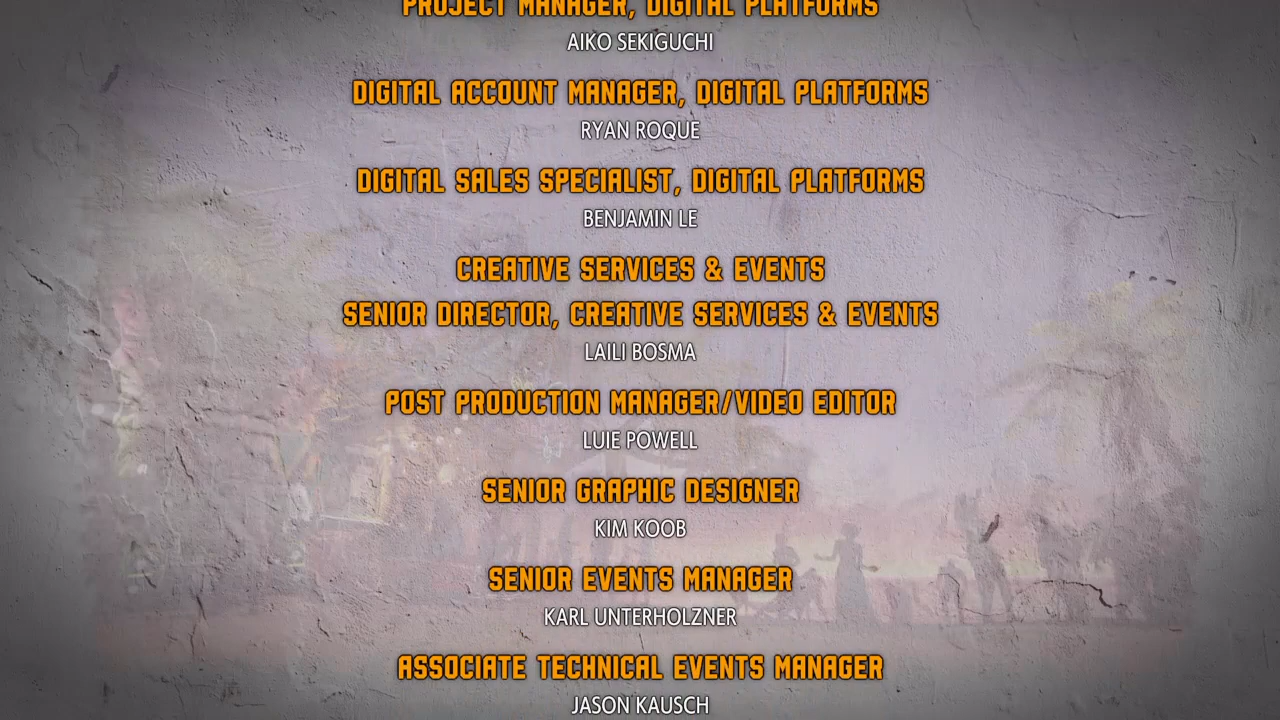 PROJECT MANAGER, DIGITAL PLATFORMS
AIKO SEKIGUCHI
DIGITAL ACCOUNT MANAGER, DIGITAL PLATFORMS
RYAN ROQUE
DIGITAL SALES SPECIALIST, DIGITAL PLATFORMS
BENJAMIN LE
CREATIVE SERVICES & EVENTS
SENIOR DIRECTOR, CREATIVE SERVICES & EVENTS
LAILI BOSMA
POST PRODUCTION MANAGER/VIDEO EDITOR
LUIE POWELL
SENIOR GRAPHIC DESIGNER
KIM KOOB
SENIOR EVENTS MANAGER
KARL UNTERHOLZNER
ASSOCIATE TECHNICAL EVENTS MANAGER
JASON KAUSCH